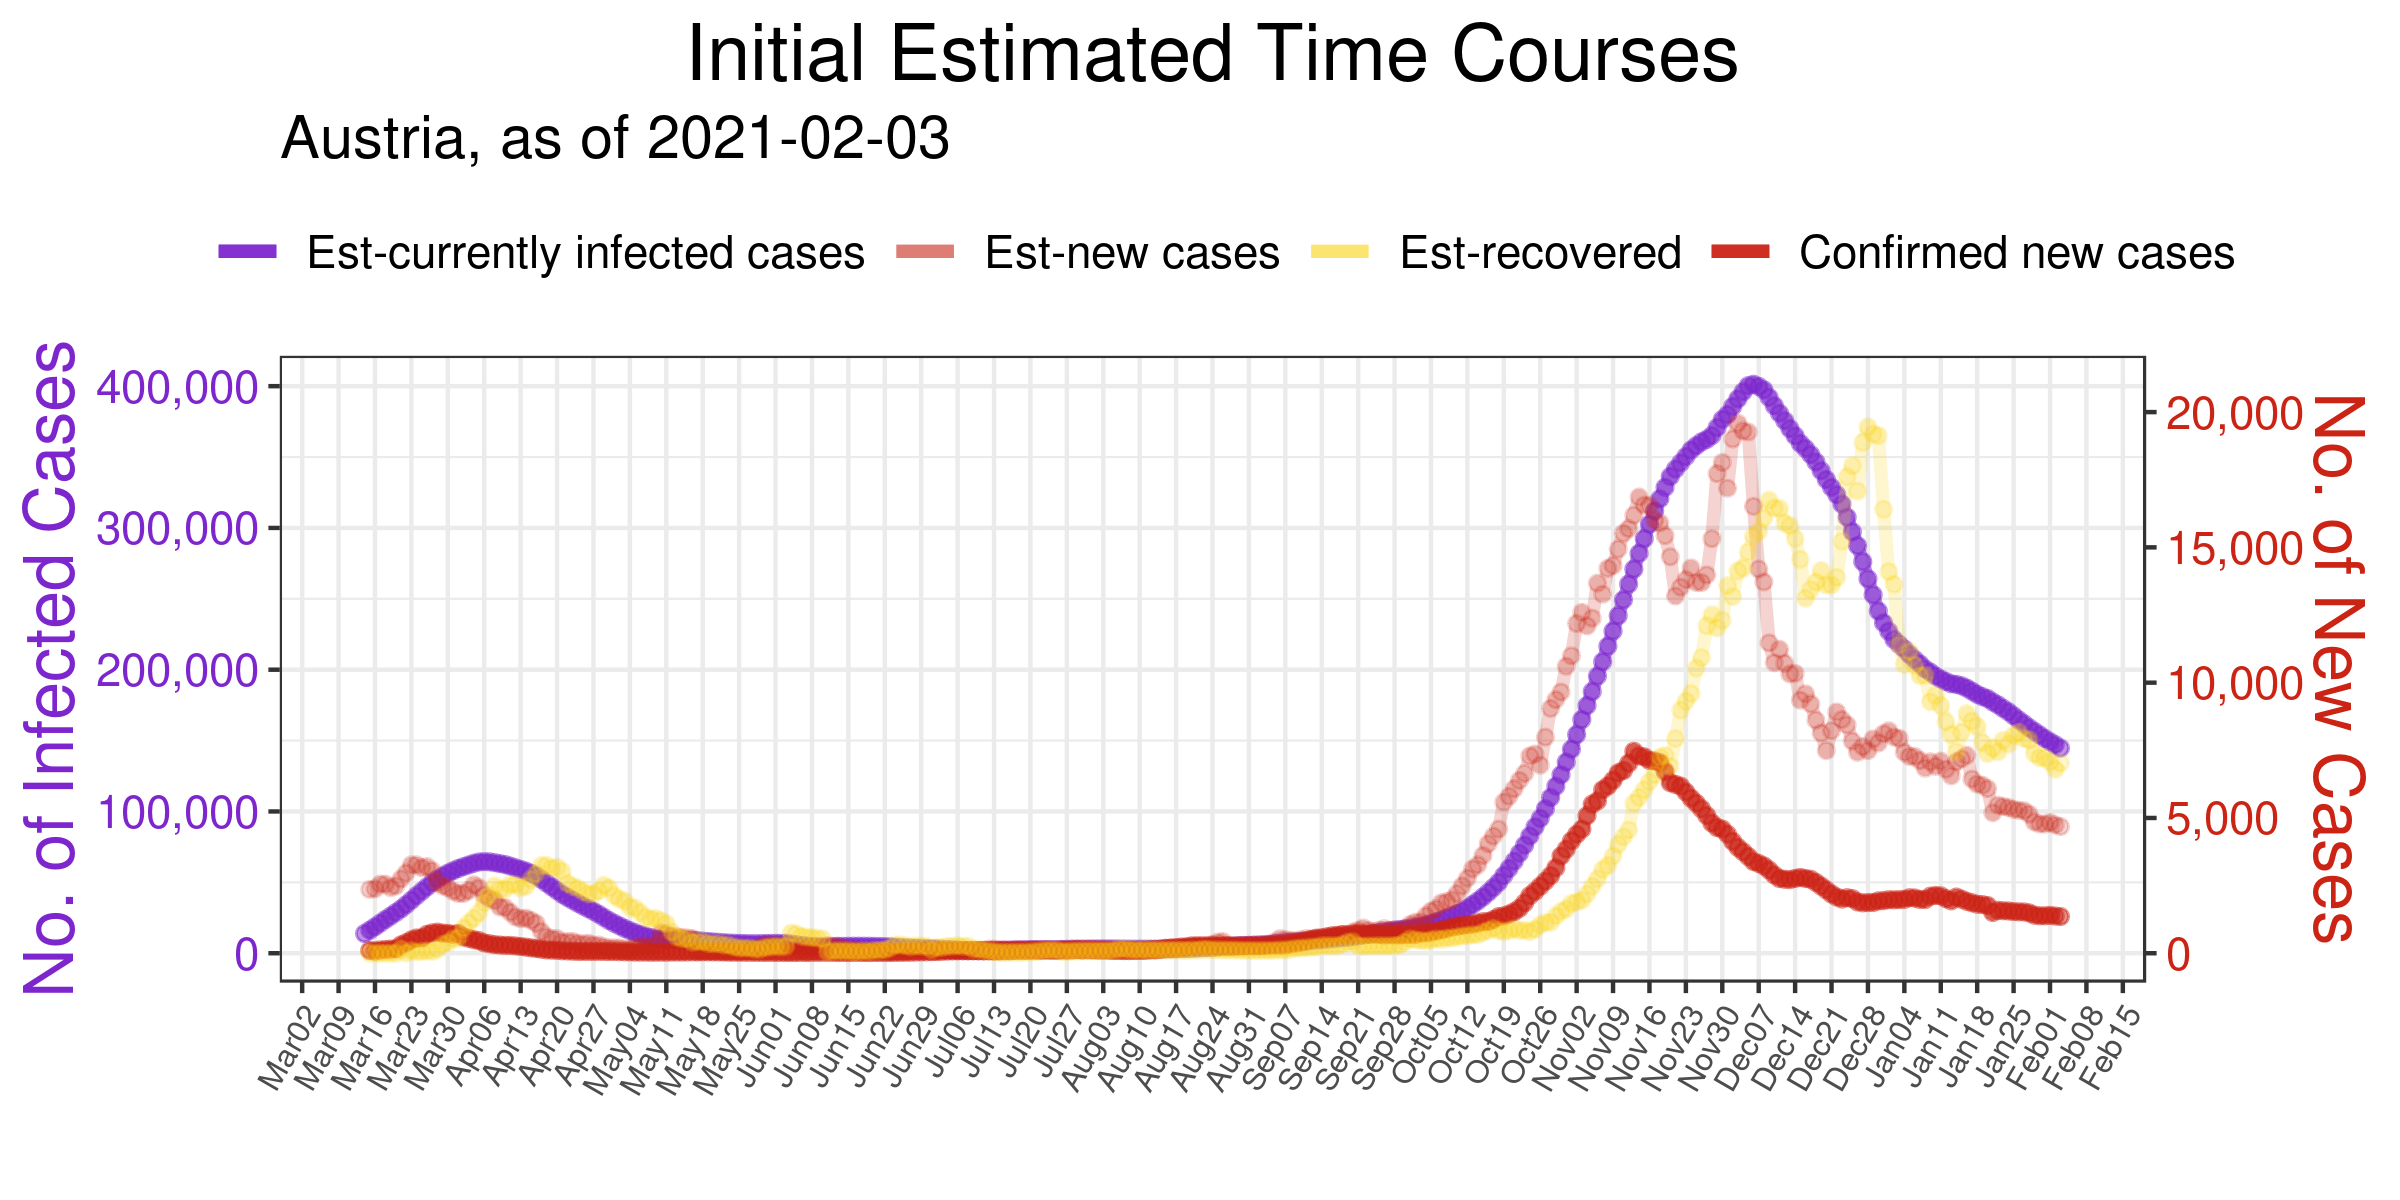 Initial Estimated Time Courses
Austria, as of 2021-02-03
Est-currently infected cases Est-new cases Est-recovered Confirmed new cases
No. of Infected Cases
400,000
300,000
200,000
100,000
0
20,000
15,000
10,000
5,000
0
No. of New Cases
Mar02 Mar09 Mar16 Mar23 Mar30 Apr06 Apr13 Apr20 Apr27 May04 May11 May18 May25 Jun01 Jun08 Jun15 Jun22 Jun29 Jul06 Jul13 Jul20 Jul27 Aug03 Aug10 Aug17 Aug24 Aug31 Sep07 Sep14 Sep21 Sep28 Oct05 Oct12 Oct19 Oct26 Nov02 Nov09 Nov16 Nov23 Nov30 Dec07 Dec14 Dec21 Dec28 Jan04 Jan11 Jan18 Jan25 Feb01 Feb08 Feb15